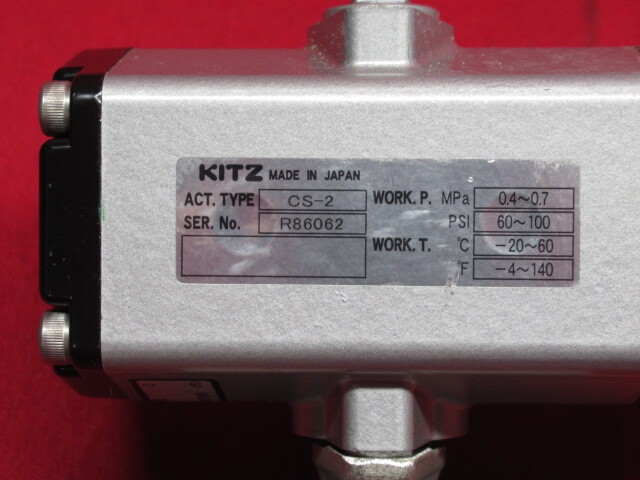 KITZ MADE IN JAPAN
ACT. TYPE CS-2 WORK. P. MPa 0.4～0.7
SER. No. R86062 PSI 60～100
WORK. T. ℃ −20～60
℉ −4～140